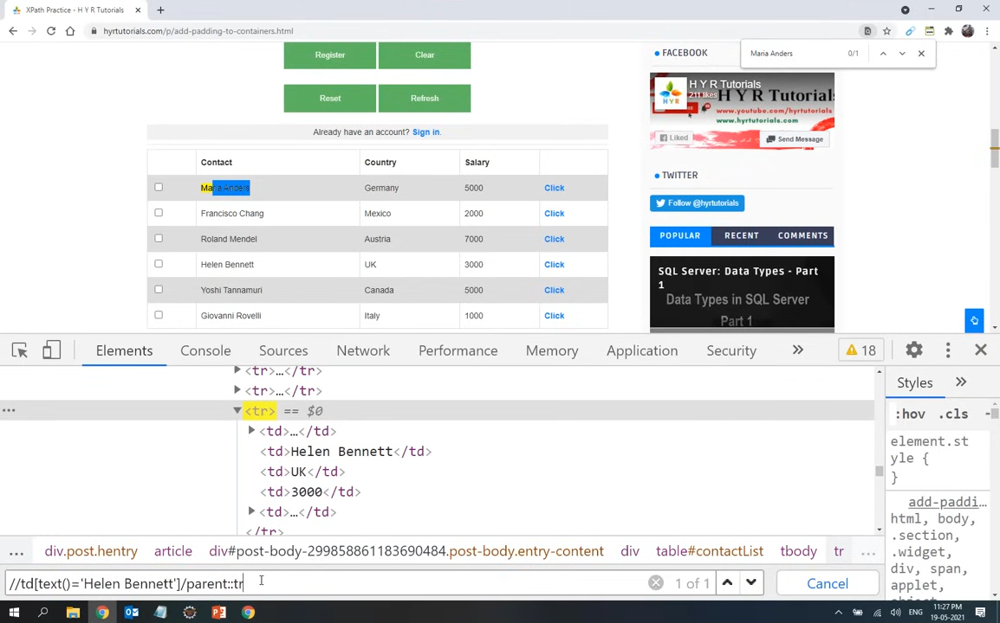 XPath Practice - H Y R Tutorials
hyrtutorials.com/p/add-padding-to-containers.html
Maria Anders 0/1
Register Clear
Reset Refresh
Already have an account? Sign in.
Contact Country Salary
Maria Anders Germany 5000 Click
Francisco Chang Mexico 2000 Click
Roland Mendel Austria 7000 Click
Helen Bennett UK 3000 Click
Yoshi Tannamuri Canada 5000 Click
Giovanni Rovelli Italy 1000 Click
FACEBOOK
H Y R Tutorials
211 likes
HYR
www.youtube.com/hyrtutorials
www.hyrtutorials.com
Liked Send Message
TWITTER
Follow @hyrtutorials
POPULAR RECENT COMMENTS
SQL Server: Data Types - Part
1
Data Types in SQL Server
Part 1
Elements Console Sources Network Performance Memory Application Security » 18
<tr>…</tr>
<tr>…</tr>
<tr> == $0
<td>…</td>
<td>Helen Bennett</td>
<td>UK</td>
<td>3000</td>
<td>…</td>
</tr>
Styles »
:hov .cls
element.st
yle {
}
add-paddi…
html, body,
.section,
.widget,
div, span,
applet,
object,
... div.post.hentry article div#post-body-299858861183690484.post-body.entry-content div table#contactList tbody tr ...
//td[text()='Helen Bennett']/parent::tr 1 of 1 Cancel
ENG 11:27 PM
19-05-2021